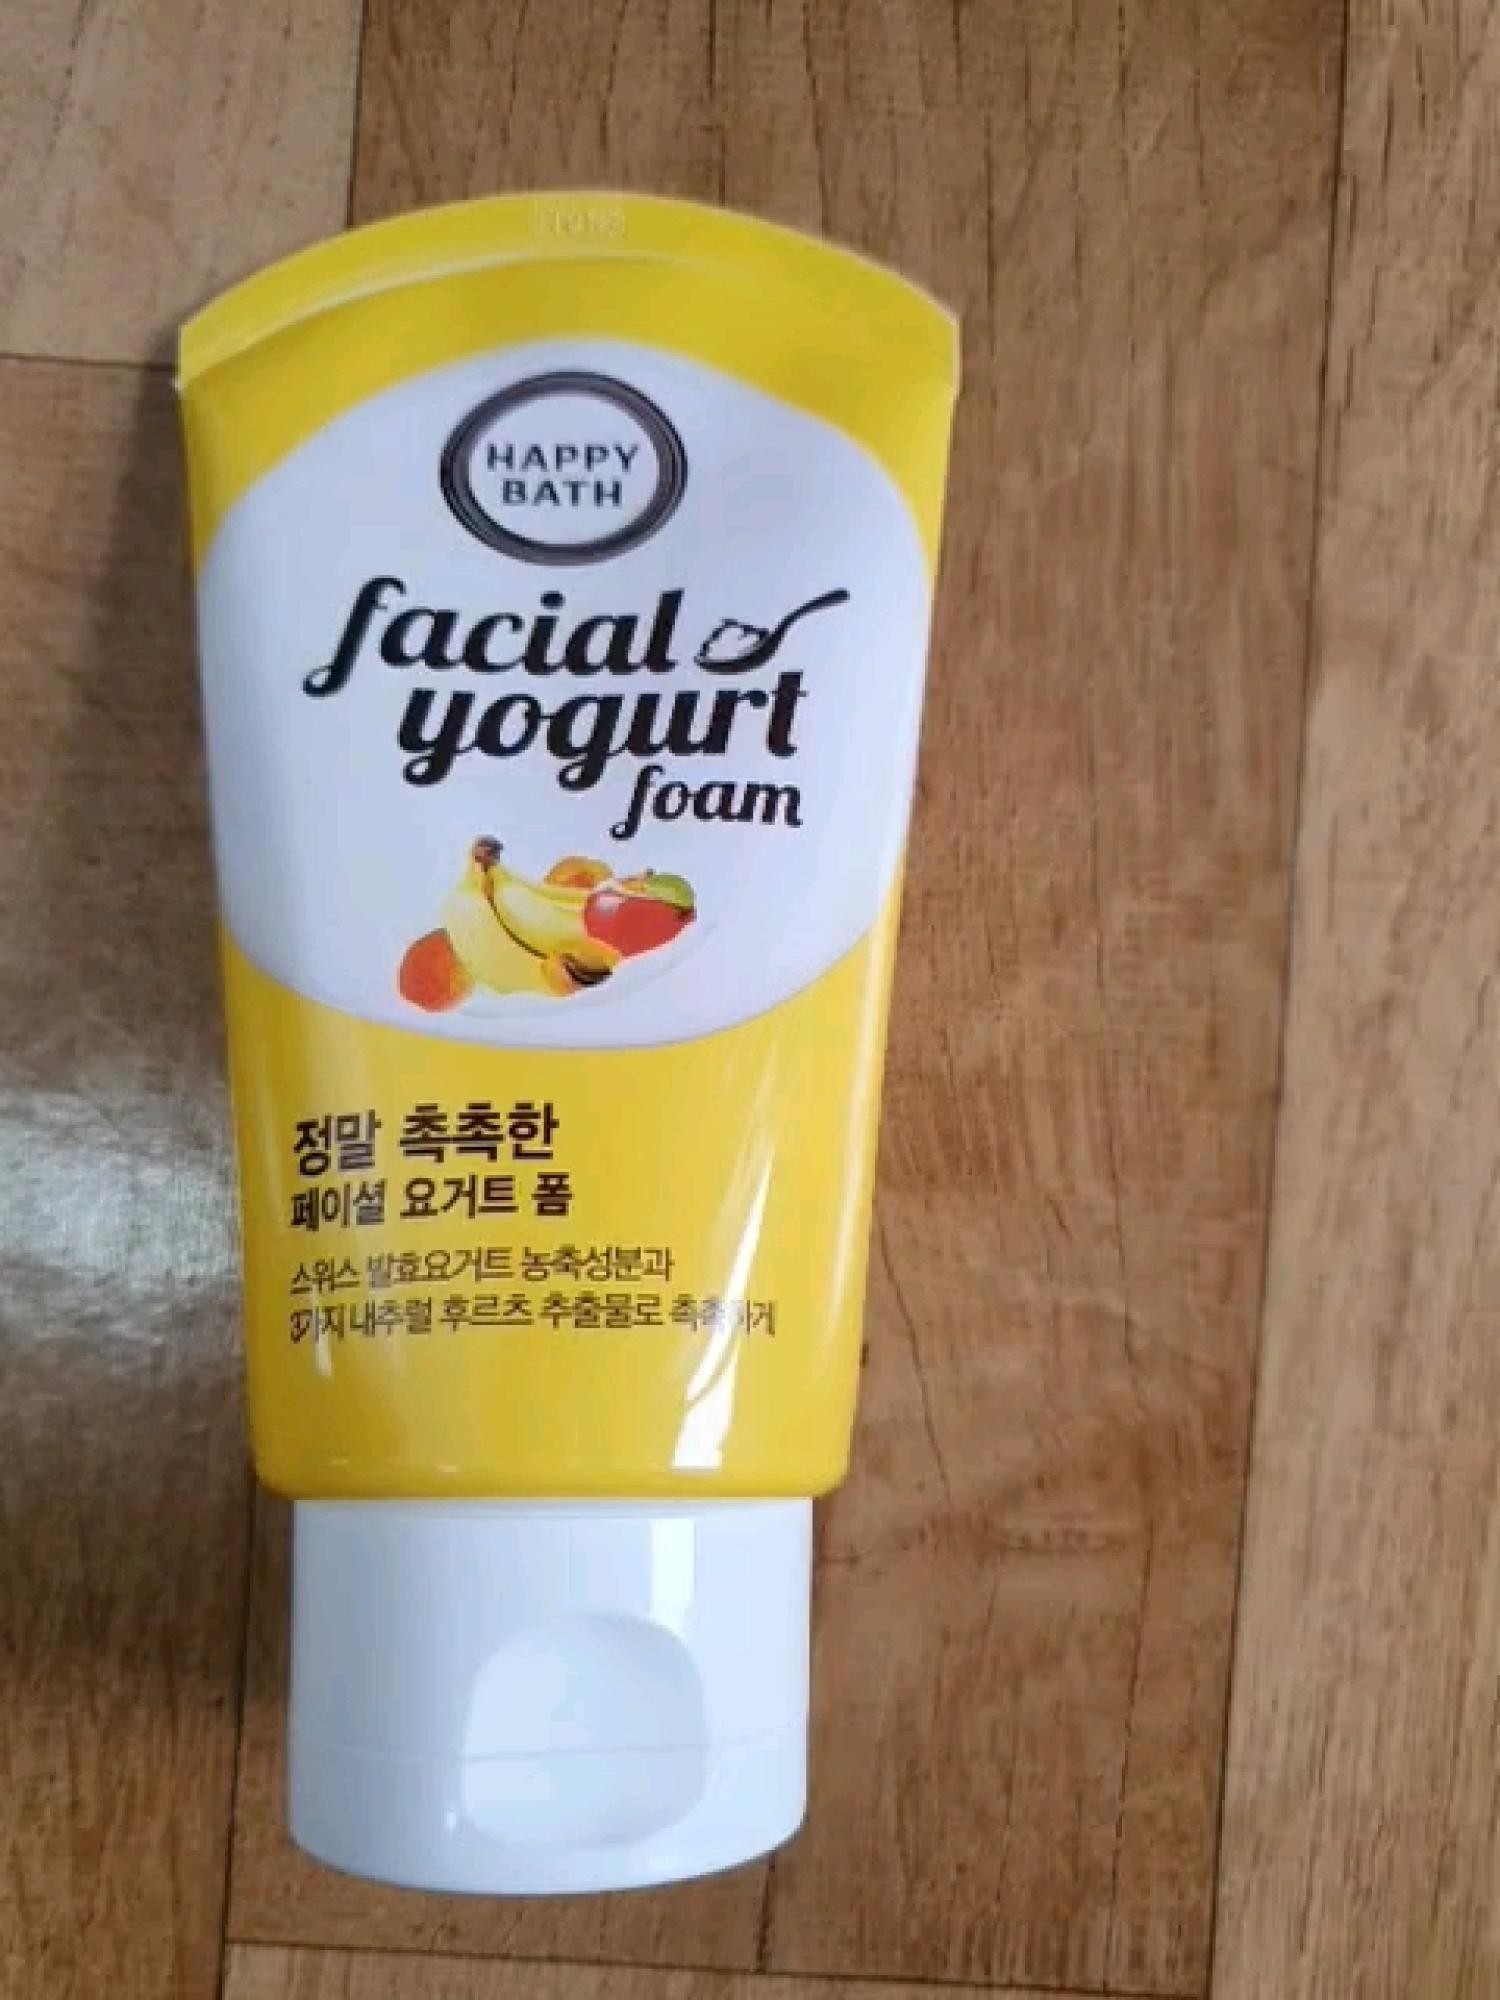 HAPPY
BATH
facial
yogurt
foam
정말 촉촉한
페이셜 요거트 폼
스위스 발효요거트 농축성분과
3가지 내추럴 후르츠 추출물로 촉촉하게